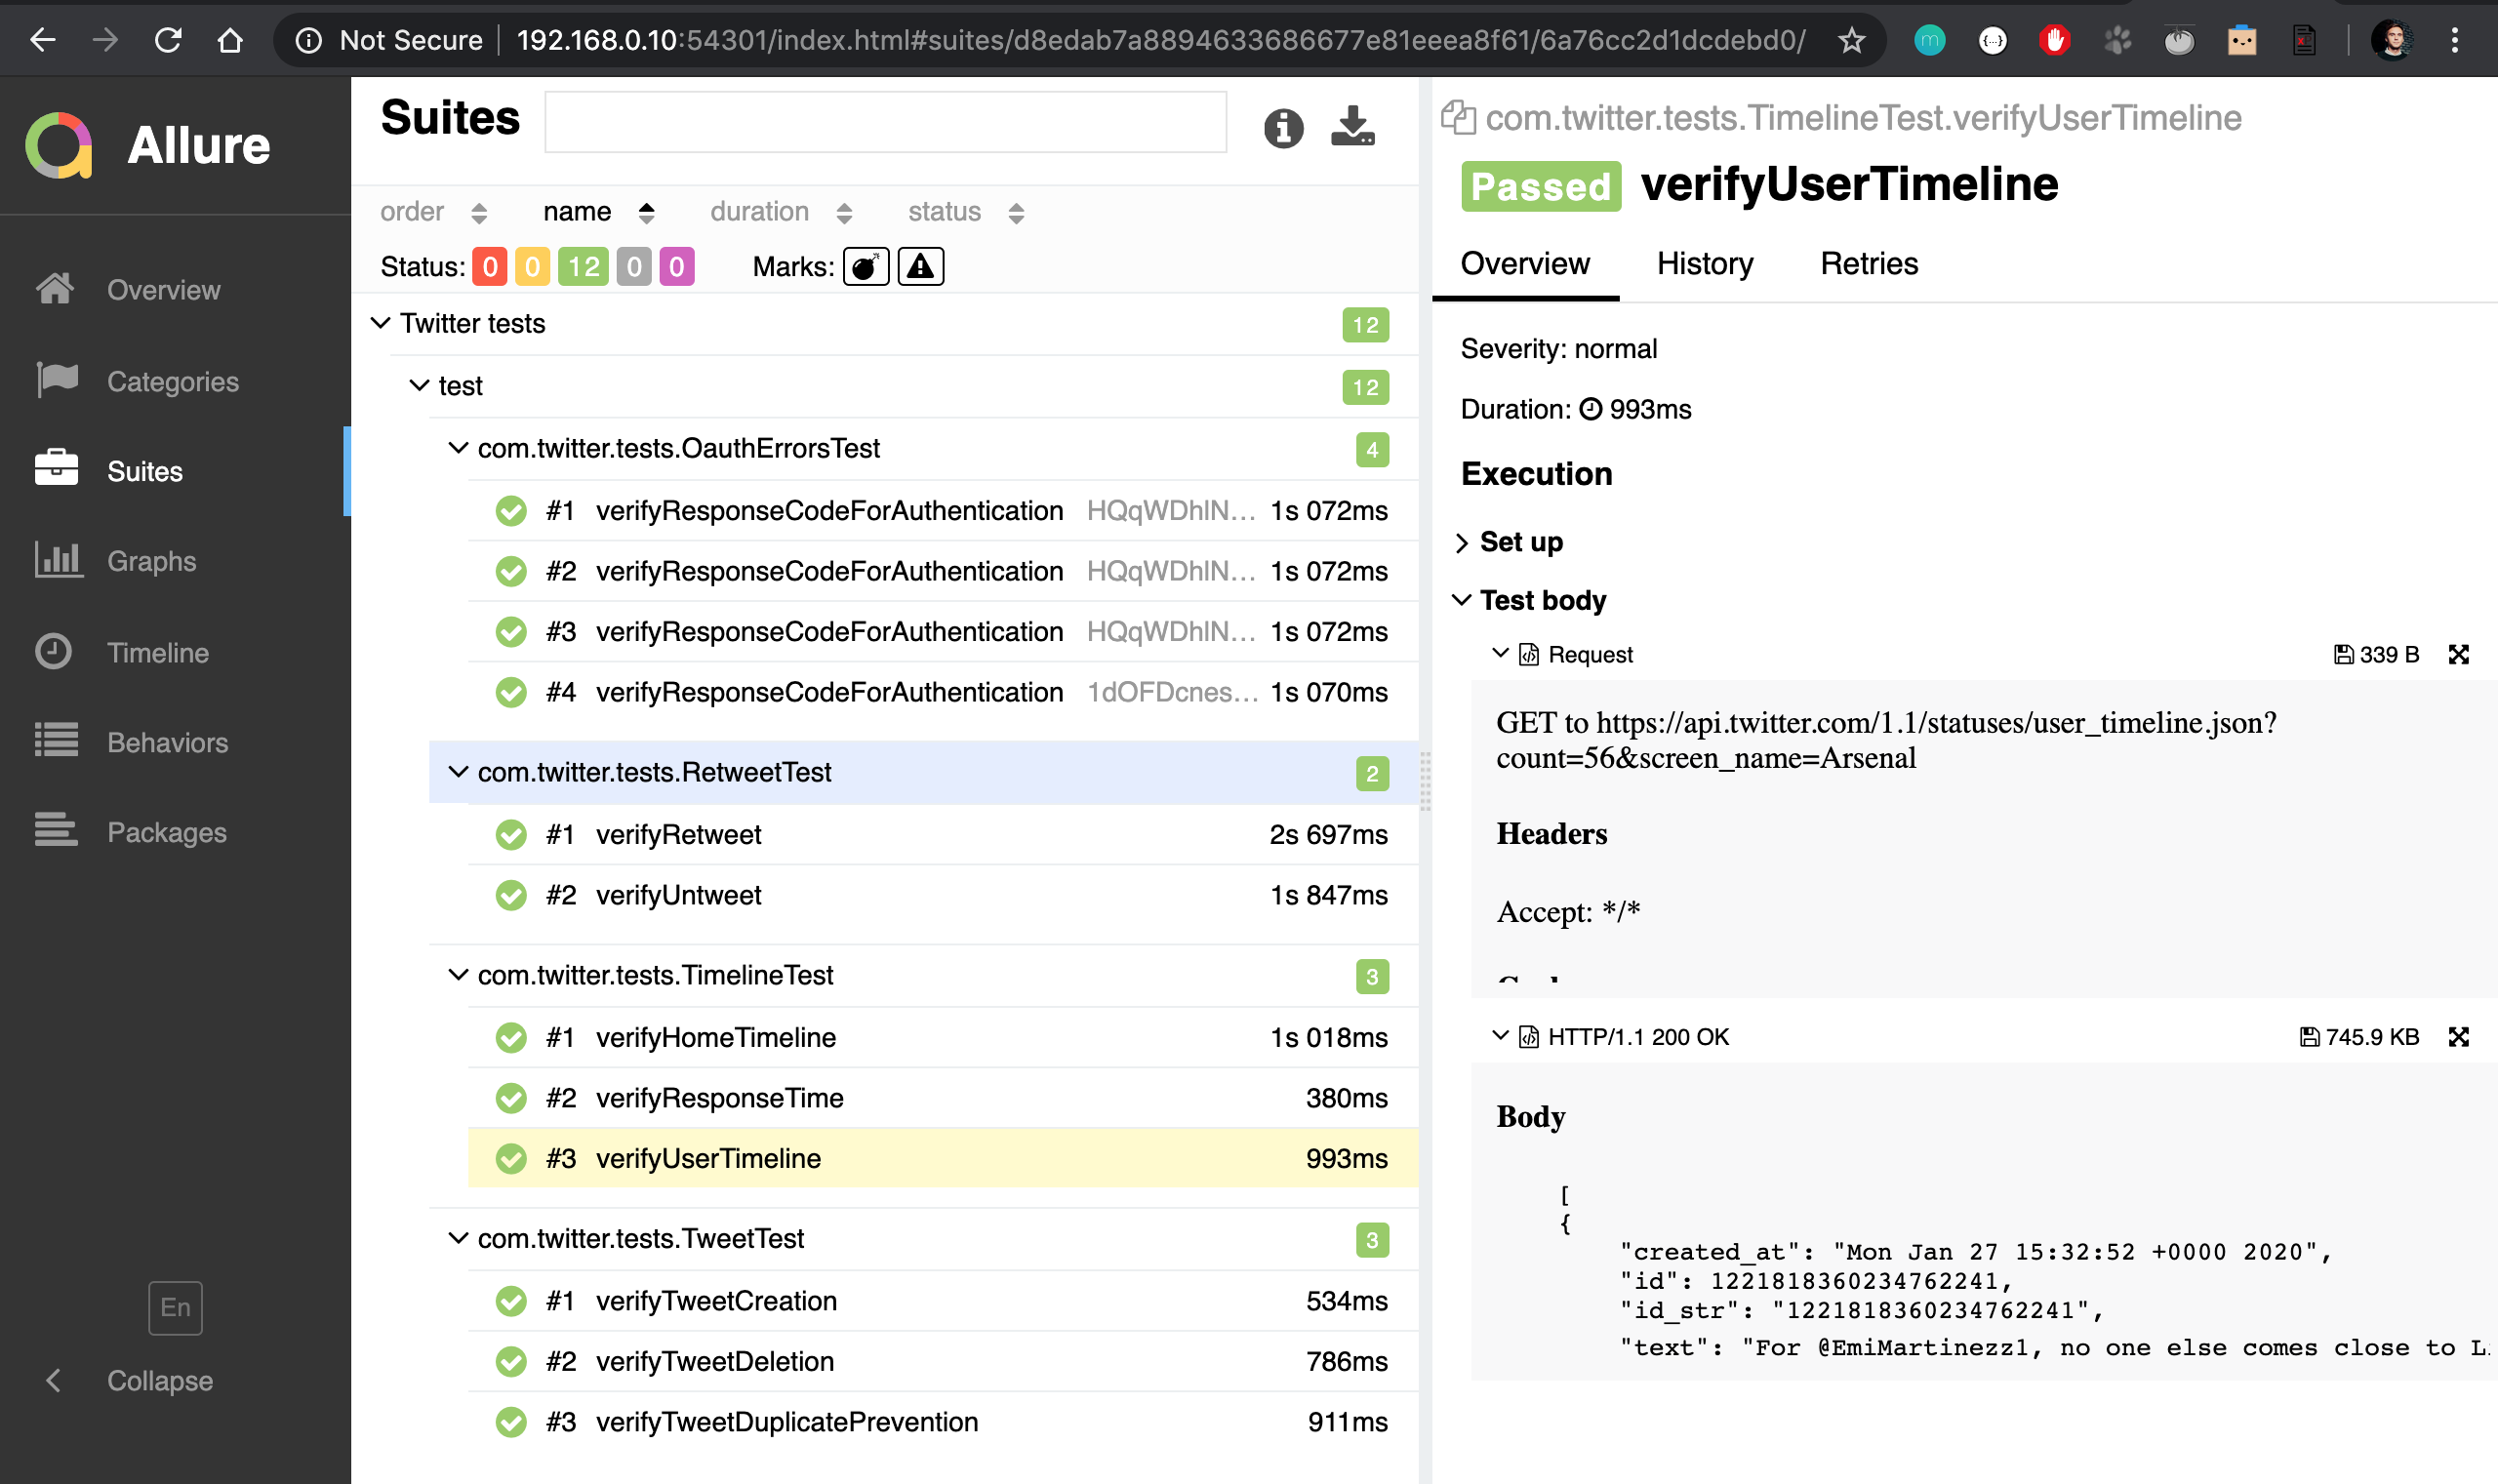 Not Secure 192.168.0.10:54301/index.html#suites/d8edab7a8894633686677e81eeea8f61/6a76cc2d1dcdebd0/
Allure
Overview
Categories
Suites
Graphs
Timeline
Behaviors
Packages
En
Collapse
Suites
order name duration status
Status: 0 0 12 0 0 Marks:
Twitter tests 12
test 12
com.twitter.tests.OauthErrorsTest 4
#1 verifyResponseCodeForAuthentication HQqWDhlN... 1s 072ms
#2 verifyResponseCodeForAuthentication HQqWDhlN... 1s 072ms
#3 verifyResponseCodeForAuthentication HQqWDhlN... 1s 072ms
#4 verifyResponseCodeForAuthentication 1dOFDcnes... 1s 070ms
com.twitter.tests.RetweetTest 2
#1 verifyRetweet 2s 697ms
#2 verifyUntweet 1s 847ms
com.twitter.tests.TimelineTest 3
#1 verifyHomeTimeline 1s 018ms
#2 verifyResponseTime 380ms
#3 verifyUserTimeline 993ms
com.twitter.tests.TweetTest 3
#1 verifyTweetCreation 534ms
#2 verifyTweetDeletion 786ms
#3 verifyTweetDuplicatePrevention 911ms
com.twitter.tests.TimelineTest.verifyUserTimeline
Passed verifyUserTimeline
Overview History Retries
Severity: normal
Duration: 993ms
Execution
Set up
Test body
Request 339 B
GET to https://api.twitter.com/1.1/statuses/user_timeline.json?
count=56&screen_name=Arsenal
Headers
Accept: */*
HTTP/1.1 200 OK 745.9 KB
Body
[
{
"created_at": "Mon Jan 27 15:32:52 +0000 2020",
"id": 1221818360234762241,
"id_str": "1221818360234762241",
"text": "For @EmiMartinezz1, no one else comes close to